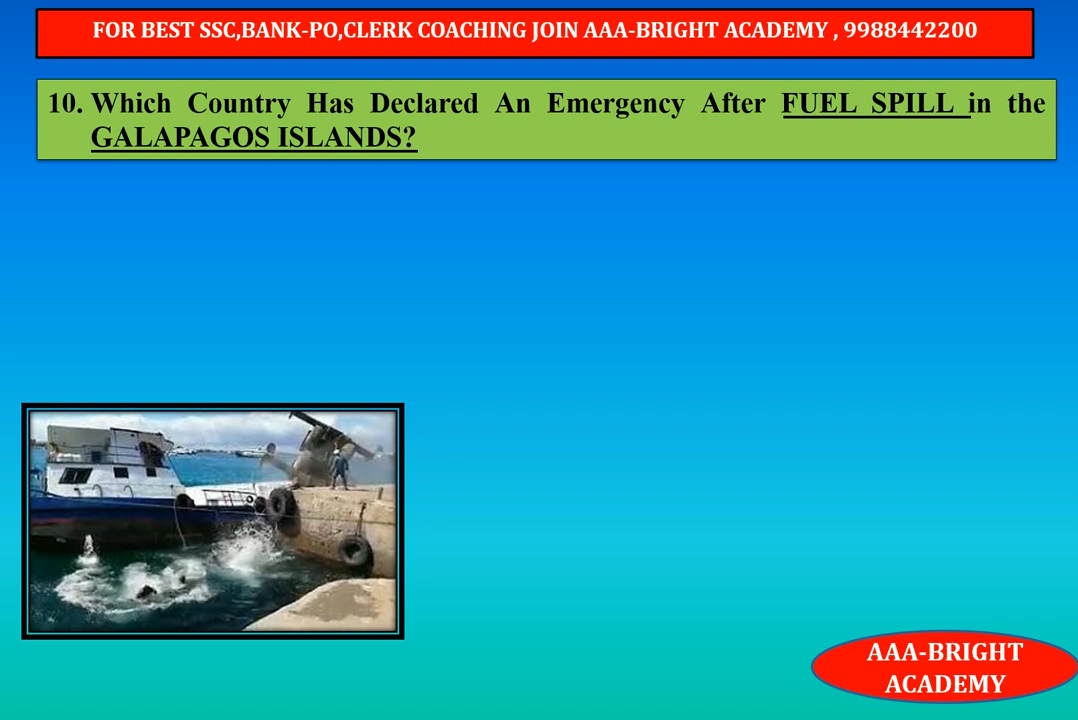 FOR BEST SSC,BANK-PO,CLERK COACHING JOIN AAA-BRIGHT ACADEMY , 9988442200
10. Which Country Has Declared An Emergency After FUEL SPILL in the
GALAPAGOS ISLANDS?
AAA-BRIGHT
ACADEMY